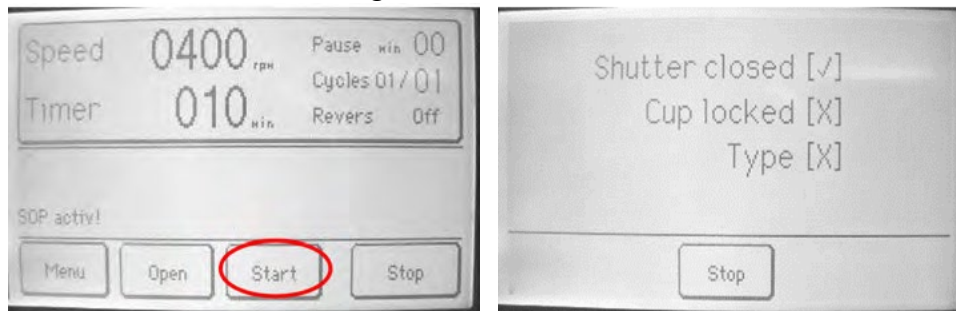 Speed 0400 rpm Pause min 00
Cycles 01/01
Timer 010 min Revers Off
SOP activ!
Menu Open Start Stop
Shutter closed [√]
Cup locked [X]
Type [X]
Stop